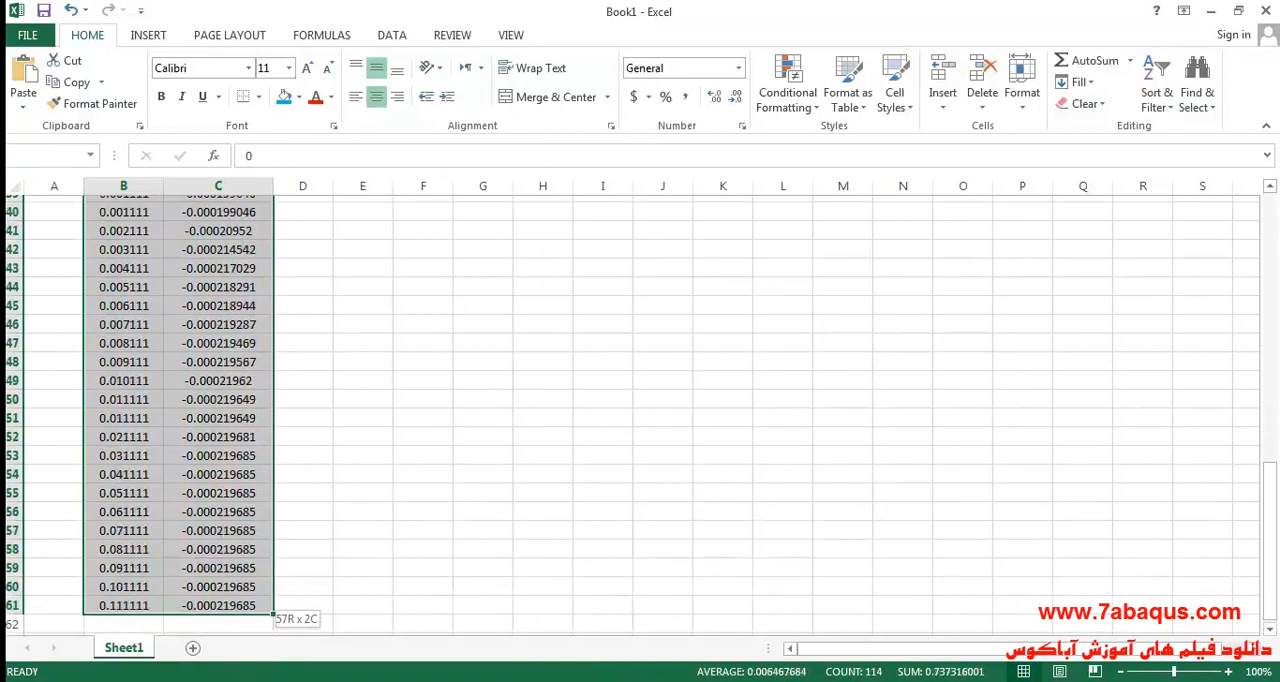 Book1 - Excel
Sign in
FILE HOME INSERT PAGE LAYOUT FORMULAS DATA REVIEW VIEW
Paste Cut Copy Format Painter Clipboard
Calibri 11 B I U Font
Wrap Text Merge & Center Alignment
General $ % , Number
Conditional Formatting Format as Table Cell Styles Styles
Insert Delete Format Cells
AutoSum Fill Clear Sort & Filter Find & Select Editing
fx 0
A B C D E F G H I J K L M N O P Q R S
40 0.001111 -0.000199046
41 0.002111 -0.00020952
42 0.003111 -0.000214542
43 0.004111 -0.000217029
44 0.005111 -0.000218291
45 0.006111 -0.000218944
46 0.007111 -0.000219287
47 0.008111 -0.000219469
48 0.009111 -0.000219567
49 0.010111 -0.00021962
50 0.011111 -0.000219649
51 0.011111 -0.000219649
52 0.021111 -0.000219681
53 0.031111 -0.000219685
54 0.041111 -0.000219685
55 0.051111 -0.000219685
56 0.061111 -0.000219685
57 0.071111 -0.000219685
58 0.081111 -0.000219685
59 0.091111 -0.000219685
60 0.101111 -0.000219685
61 0.111111 -0.000219685
62
57R x 2C
www.7abaqus.com
دانلود فیلم های آموزش آباکوس
Sheet1
READY
AVERAGE: 0.006467684 COUNT: 114 SUM: 0.737316001
100%